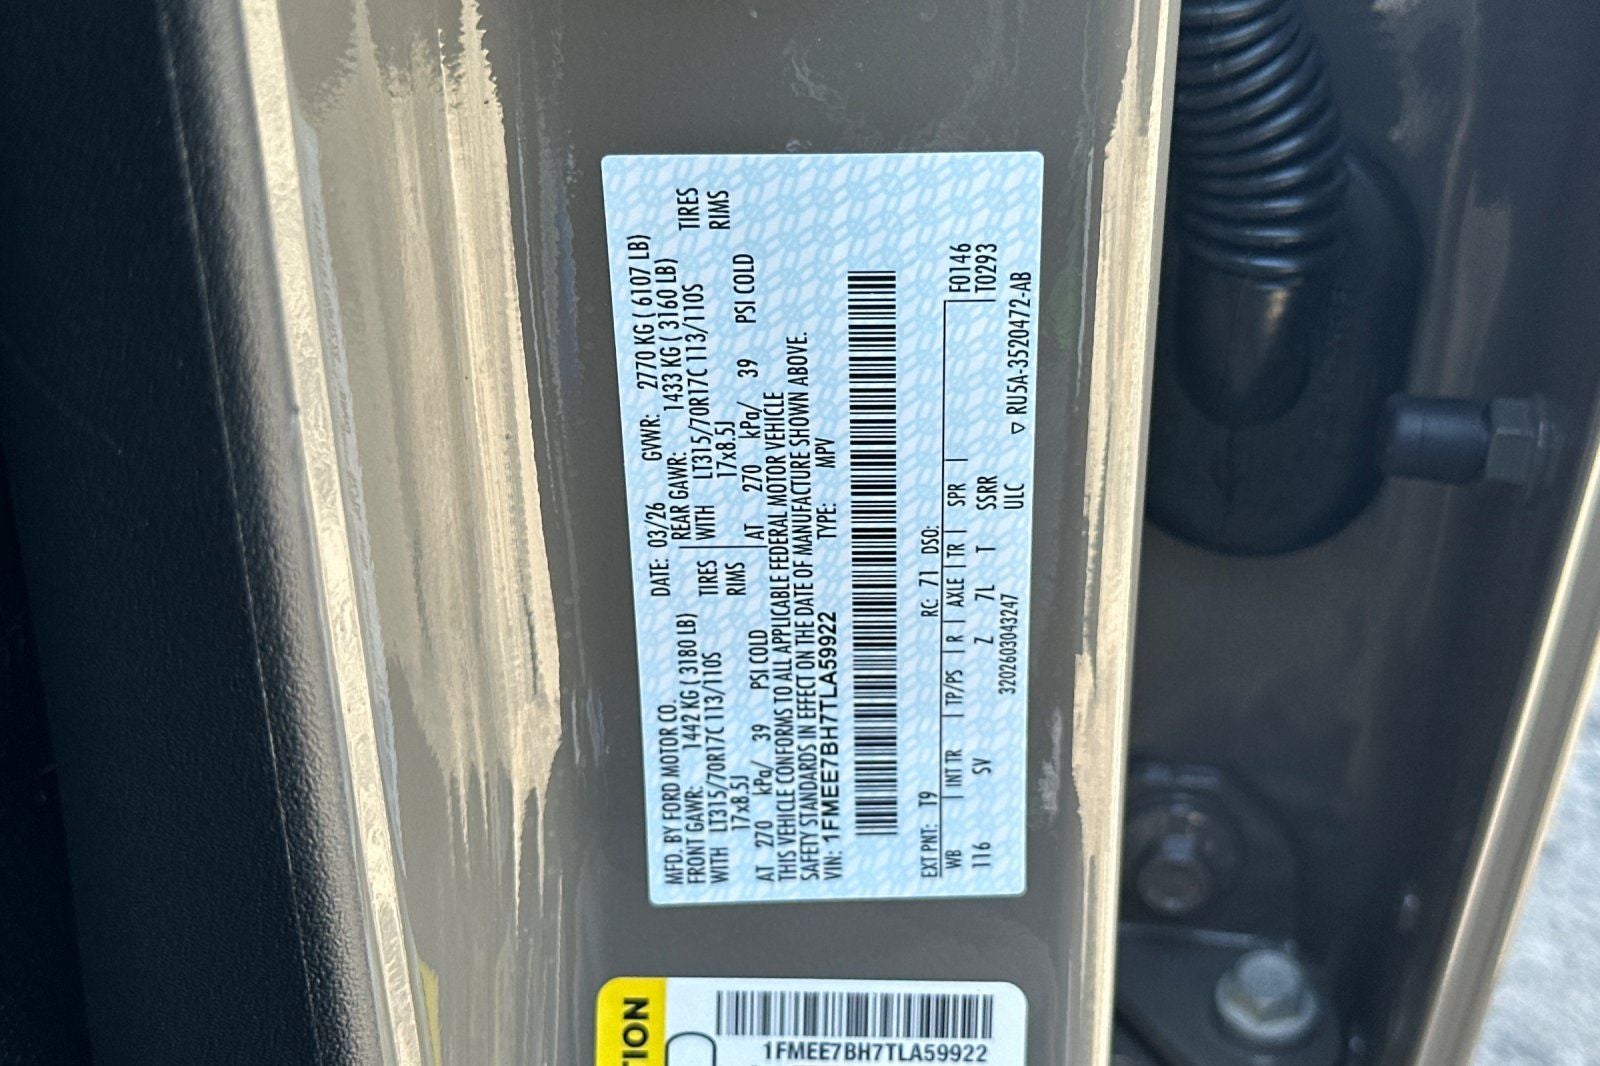 MFD. BY FORD MOTOR CO.
DATE: 03/26 GVWR: 2770 KG ( 6107 LB)
FRONT GAWR: 1442 KG ( 3180 LB) REAR GAWR: 1433 KG ( 3160 LB)
WITH LT315/70R17C 113/110S TIRES WITH LT315/70R17C 113/110S TIRES
17x8.5J RIMS 17x8.5J RIMS
AT 270 kPa/ 39 PSI COLD AT 270 kPa/ 39 PSI COLD
THIS VEHICLE CONFORMS TO ALL APPLICABLE FEDERAL MOTOR VEHICLE
SAFETY STANDARDS IN EFFECT ON THE DATE OF MANUFACTURE SHOWN ABOVE.
VIN: 1FMEE7BH7TLA59922 TYPE: MPV
EXT PNT: T9 RC: 71 DSO: F0146
WB INT TR TP/PS R AXLE TR SPR T0293
116 SV Z 7L T SSRR
3202603043247 ULC ▽ RU5A-3520472-AB
TION
1FMEE7BH7TLA59922